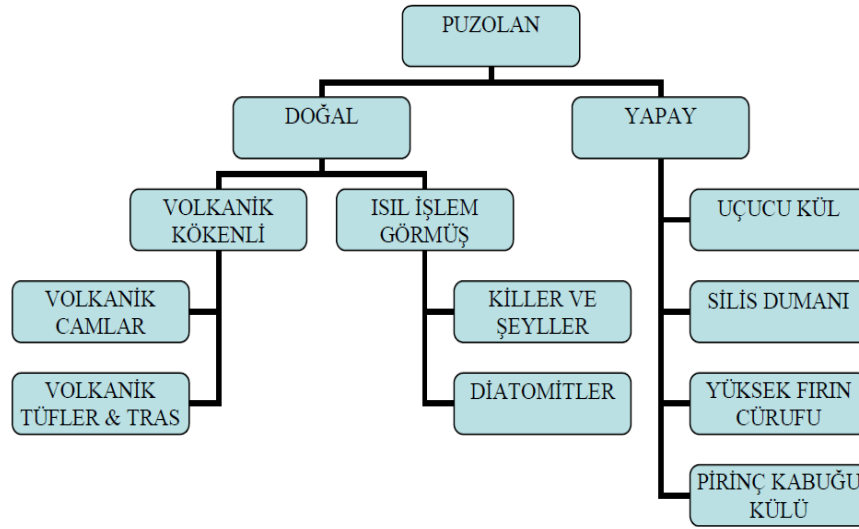 PUZOLAN
DOĞAL
YAPAY
VOLKANİK
KÖKENLİ
ISIL İŞLEM
GÖRMÜŞ
UÇUCU KÜL
VOLKANİK
CAMLAR
KİLLER VE
ŞEYLLER
SİLİS DUMANI
VOLKANİK
TÜFLER & TRAS
DİATOMİTLER
YÜKSEK FIRIN
CÜRUFU
PİRİNÇ KABUĞU
KÜLÜ